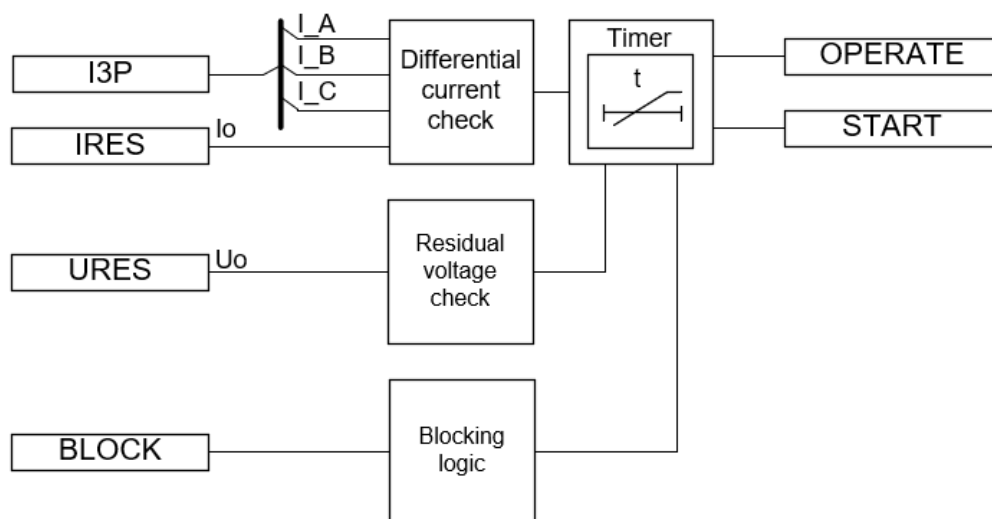 I_A
I_B
I_C
I3P
IRES
Io
Differential
current
check
Timer
t
OPERATE
START
URES
Uo
Residual
voltage
check
BLOCK
Blocking
logic